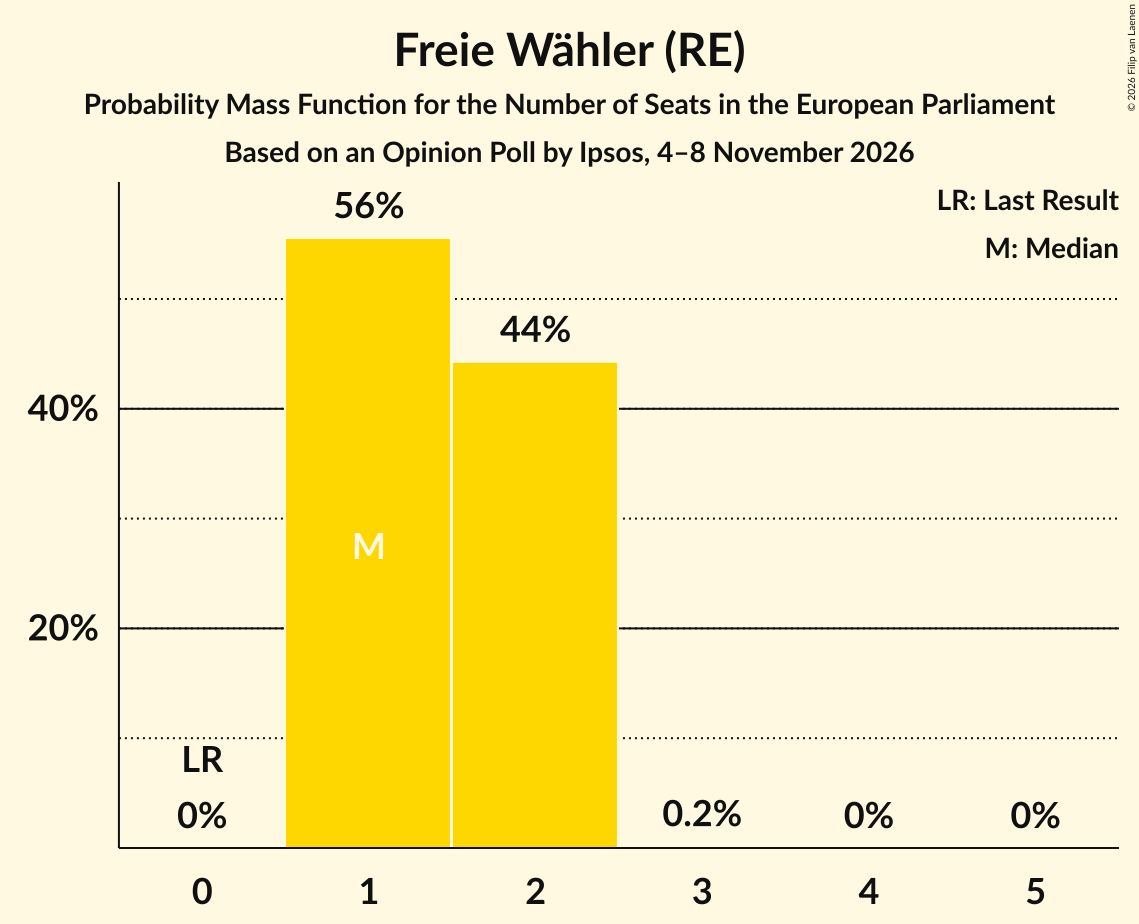 Freie Wähler (RE)
Probability Mass Function for the Number of Seats in the European Parliament
Based on an Opinion Poll by Ipsos, 4–8 November 2026
© 2026 Filip van Laenen
LR: Last Result
M: Median
56%
44%
40%
M
20%
LR
0%
0.2%
0%
0%
0 1 2 3 4 5